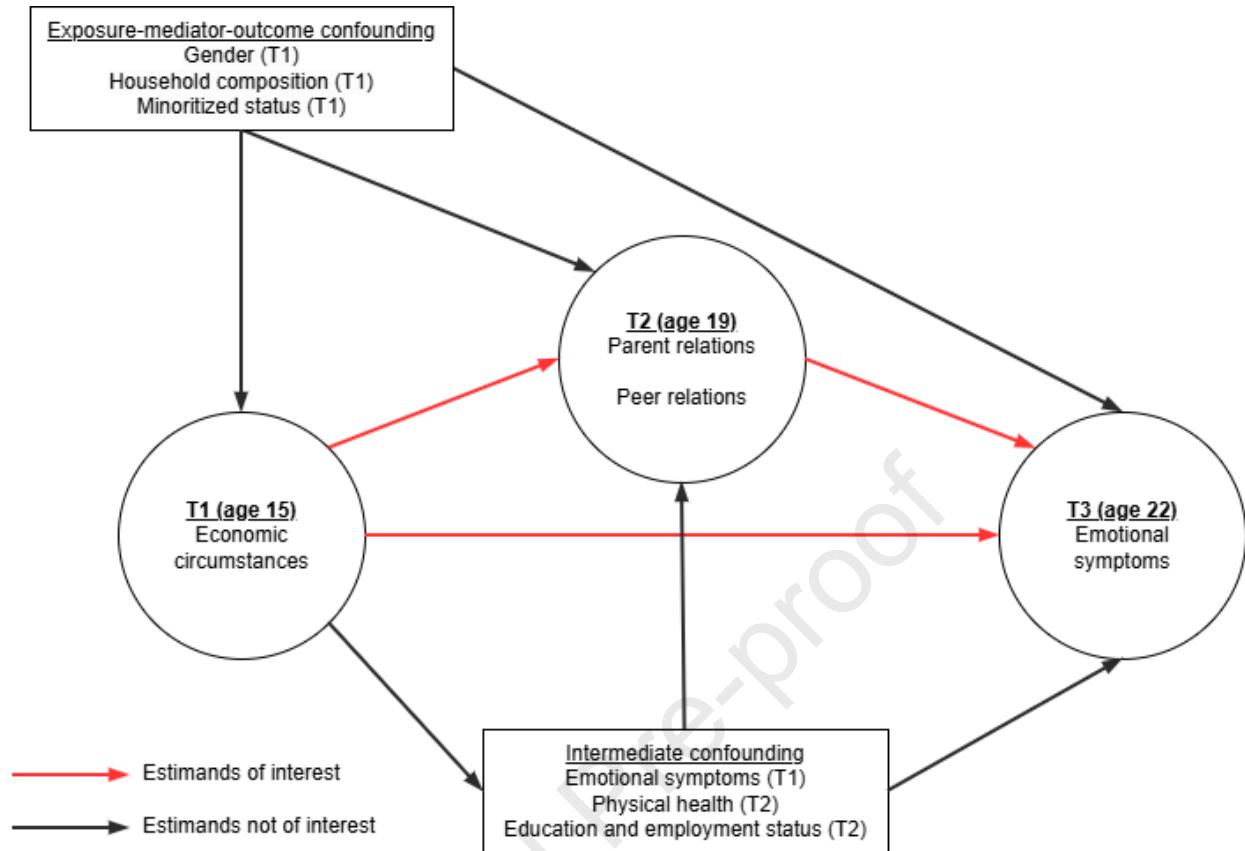 Exposure-mediator-outcome confounding
Gender (T1)
Household composition (T1)
Minoritized status (T1)
T2 (age 19)
Parent relations
Peer relations
T1 (age 15)
Economic
circumstances
T3 (age 22)
Emotional
symptoms
Intermediate confounding
Emotional symptoms (T1)
Physical health (T2)
Education and employment status (T2)
Estimands of interest
Estimands not of interest
Pre-proof